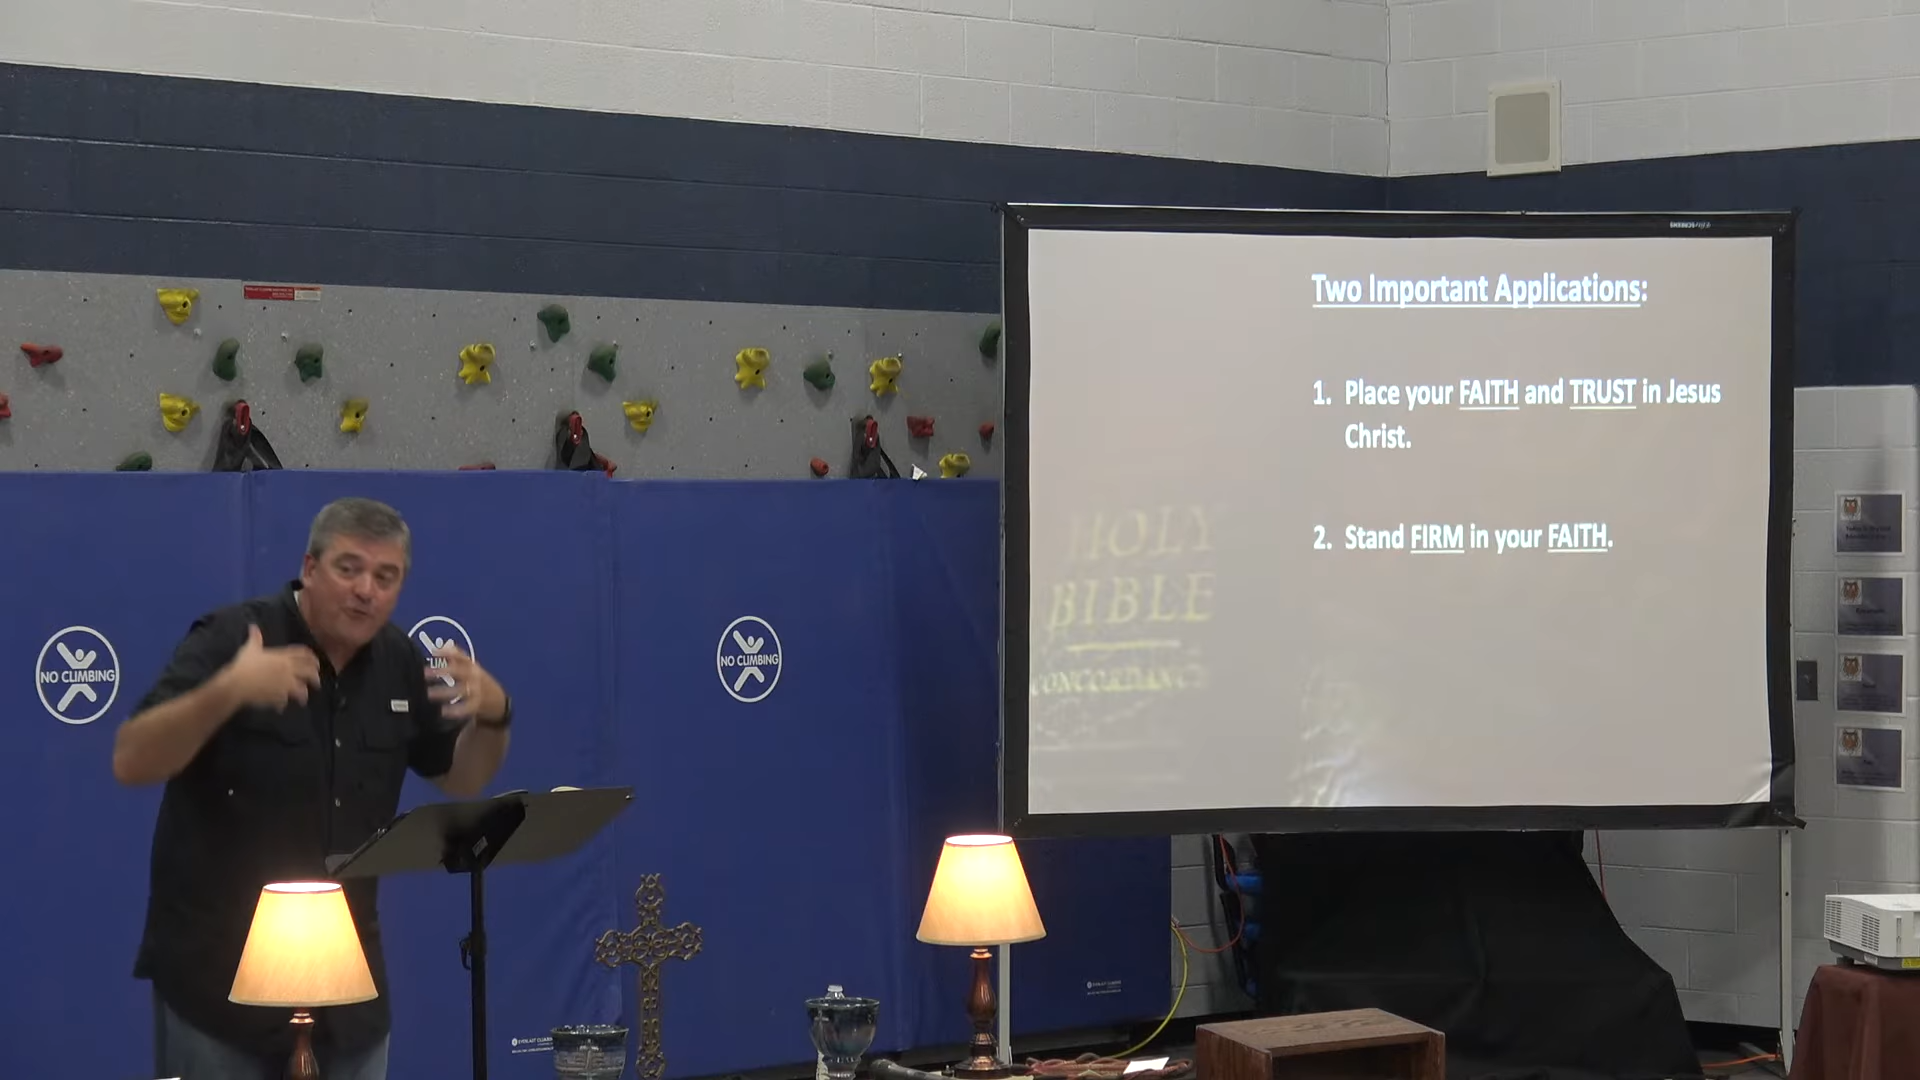 Two Important Applications:
1. Place your FAITH and TRUST in Jesus
Christ.
2. Stand FIRM in your FAITH.
HOLY
BIBLE
CONCORDANCE
NO CLIMBING
NO CLIMBING